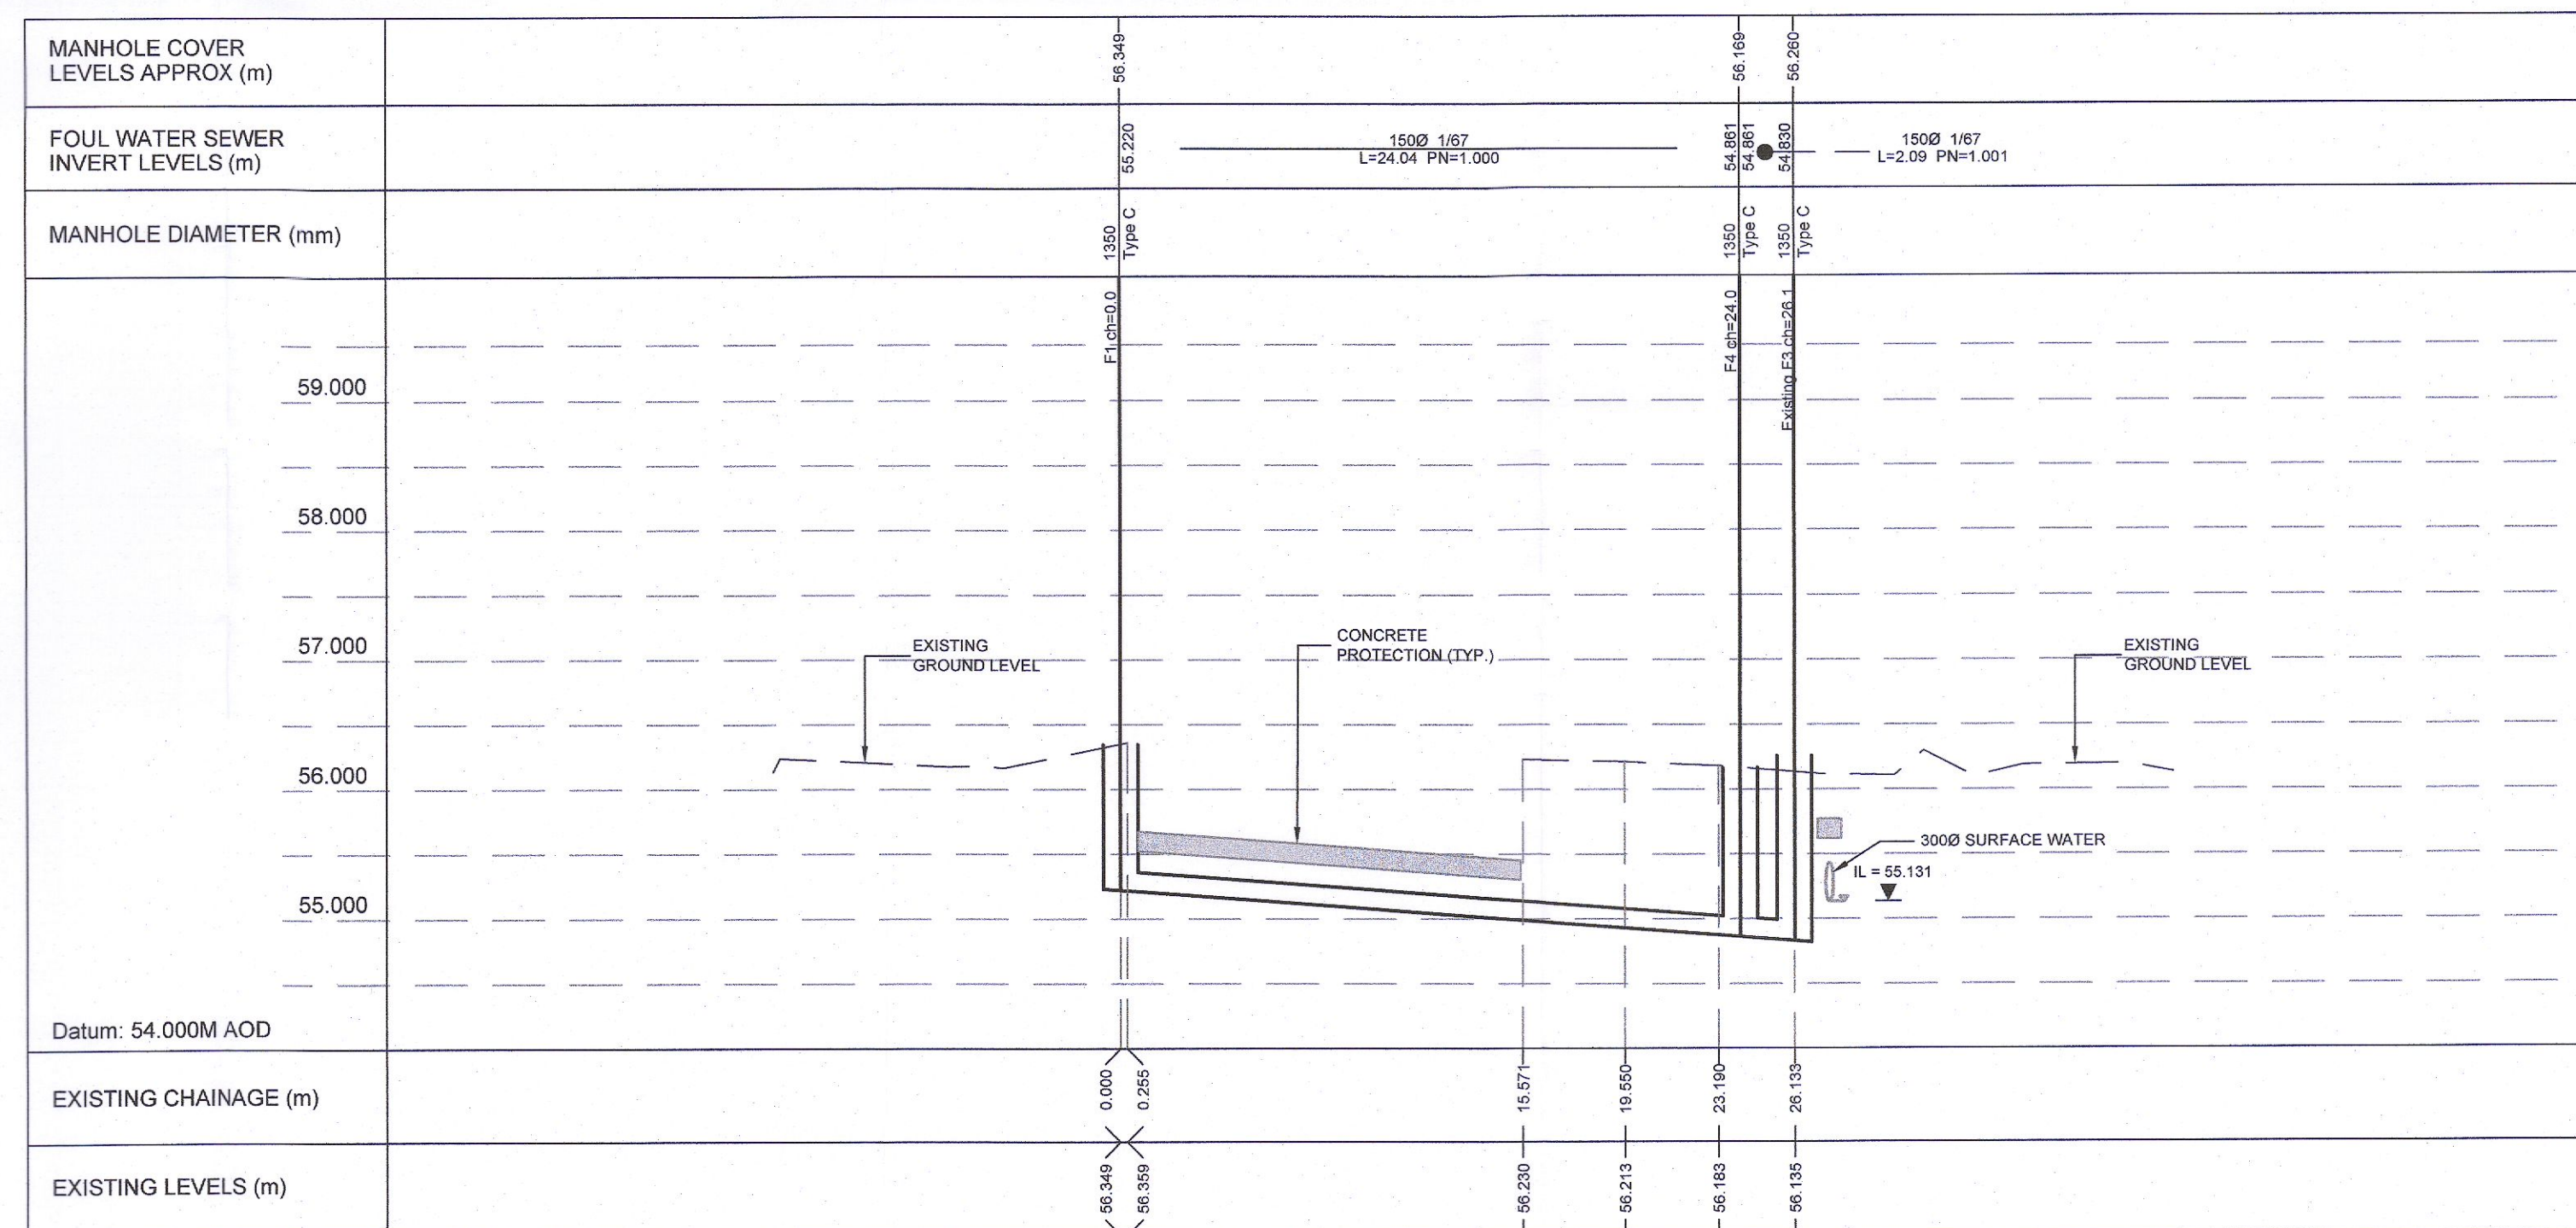 MANHOLE COVER
LEVELS APPROX (m)
56.349
56.169
56.260
FOUL WATER SEWER
INVERT LEVELS (m)
55.220
150Ø 1/67
L=24.04 PN=1.000
54.861
54.861
54.830
150Ø 1/67
L=2.09 PN=1.001
MANHOLE DIAMETER (mm)
1350
Type C
1350
Type C
1350
Type C
F1 ch=0.0
F4 ch=24.0
Existing F3 ch=26.1
59.000
58.000
57.000
56.000
55.000
EXISTING
GROUND LEVEL
CONCRETE
PROTECTION (TYP.)
EXISTING
GROUND LEVEL
300Ø SURFACE WATER
IL = 55.131
Datum: 54.000M AOD
EXISTING CHAINAGE (m)
0.000
0.255
15.571
19.550
23.190
26.133
EXISTING LEVELS (m)
56.349
56.359
56.230
56.213
56.183
56.135